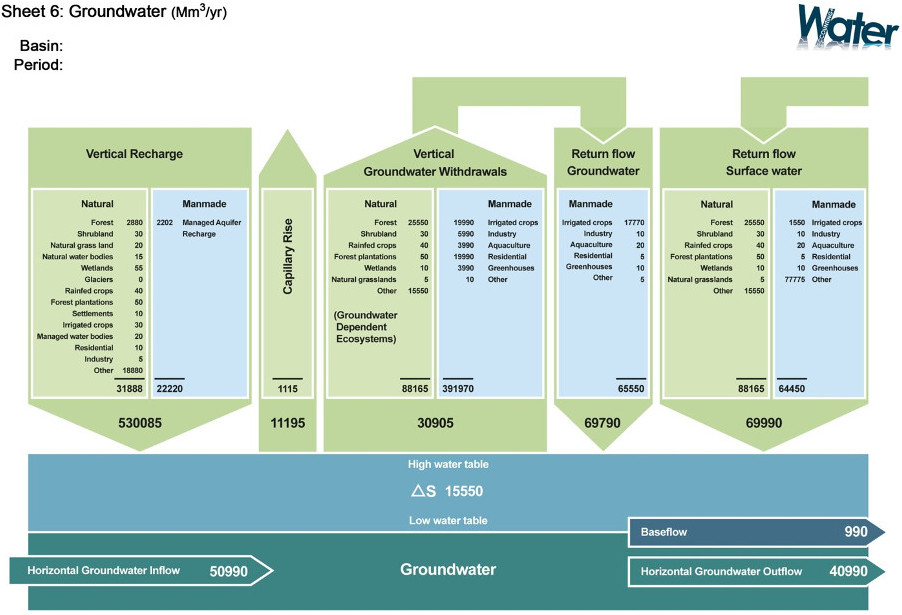 Sheet 6: Groundwater (Mm³/yr)
Water
Basin:
Period:
Vertical Recharge
Natural
Forest 2880
Shrubland 30
Natural grass land 20
Natural water bodies 15
Wetlands 55
Glaciers 0
Rainfed crops 40
Forest plantations 50
Settlements 10
Irrigated crops 30
Managed water bodies 20
Residential 10
Industry 5
Other 18880
31888
Manmade
2202 Managed Aquifer
Recharge
22220
530085
Capillary Rise
1115
11195
Vertical
Groundwater Withdrawals
Natural
Forest 25550
Shrubland 30
Rainfed crops 40
Forest plantations 50
Wetlands 10
Natural grasslands 5
Other 15550
(Groundwater
Dependent
Ecosystems)
88165
Manmade
19990 Irrigated crops
5990 Industry
3990 Aquaculture
19990 Residential
3990 Greenhouses
10 Other
391970
30905
Return flow
Groundwater
Manmade
Irrigated crops 17770
Industry 10
Aquaculture 20
Residential 5
Greenhouses 10
Other 5
65550
69790
Return flow
Surface water
Natural
Forest 25550
Shrubland 30
Rainfed crops 40
Forest plantations 50
Wetlands 10
Natural grasslands 5
Other 15550
88165
Manmade
1550 Irrigated crops
10 Industry
20 Aquaculture
5 Residential
10 Greenhouses
77775 Other
64450
69990
High water table
△S 15550
Low water table
Baseflow 990
Horizontal Groundwater Inflow 50990
Groundwater
Horizontal Groundwater Outflow 40990